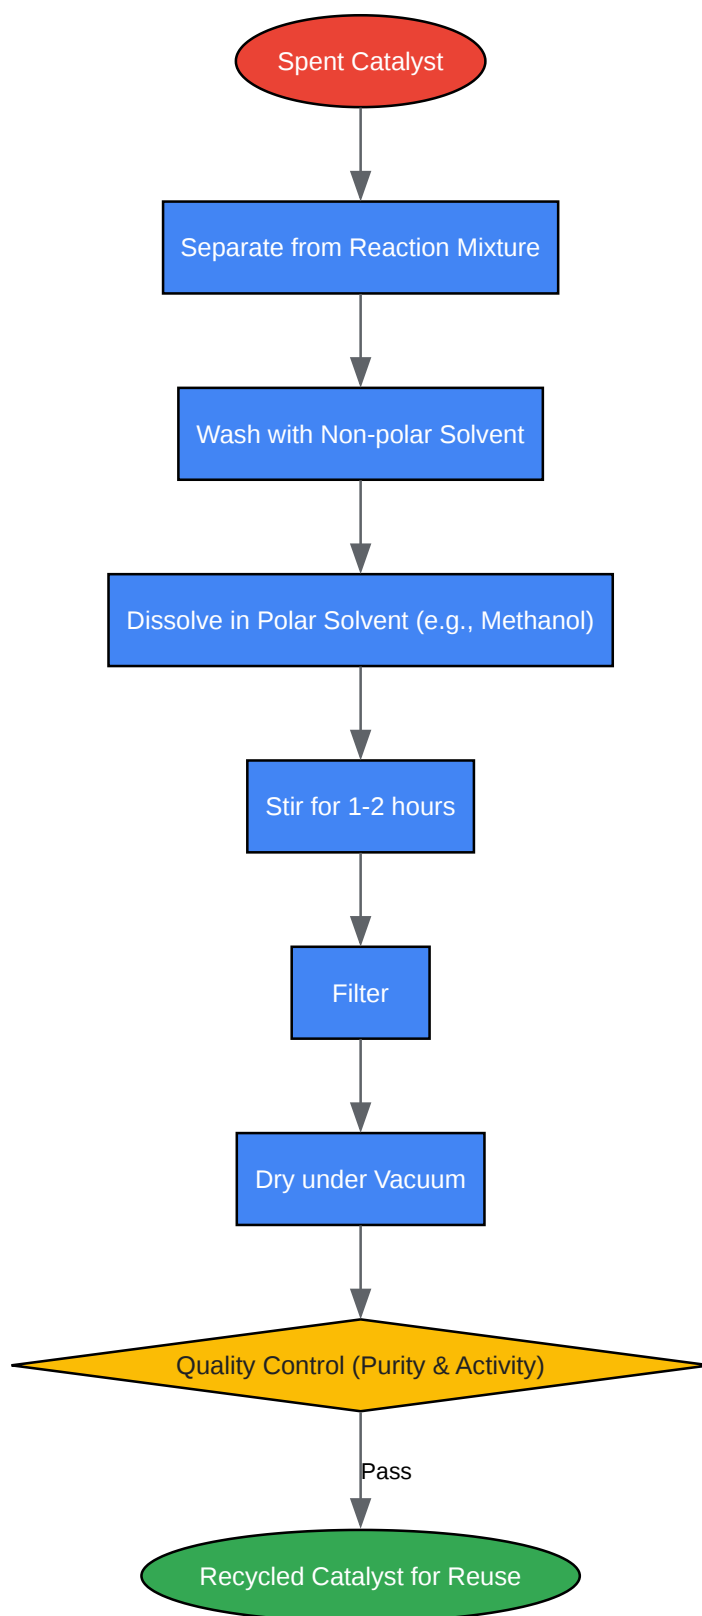 Spent Catalyst
Separate from Reaction Mixture
Wash with Non-polar Solvent
Dissolve in Polar Solvent (e.g., Methanol)
Stir for 1-2 hours
Filter
Dry under Vacuum
Quality Control (Purity & Activity)
Pass
Recycled Catalyst for Reuse